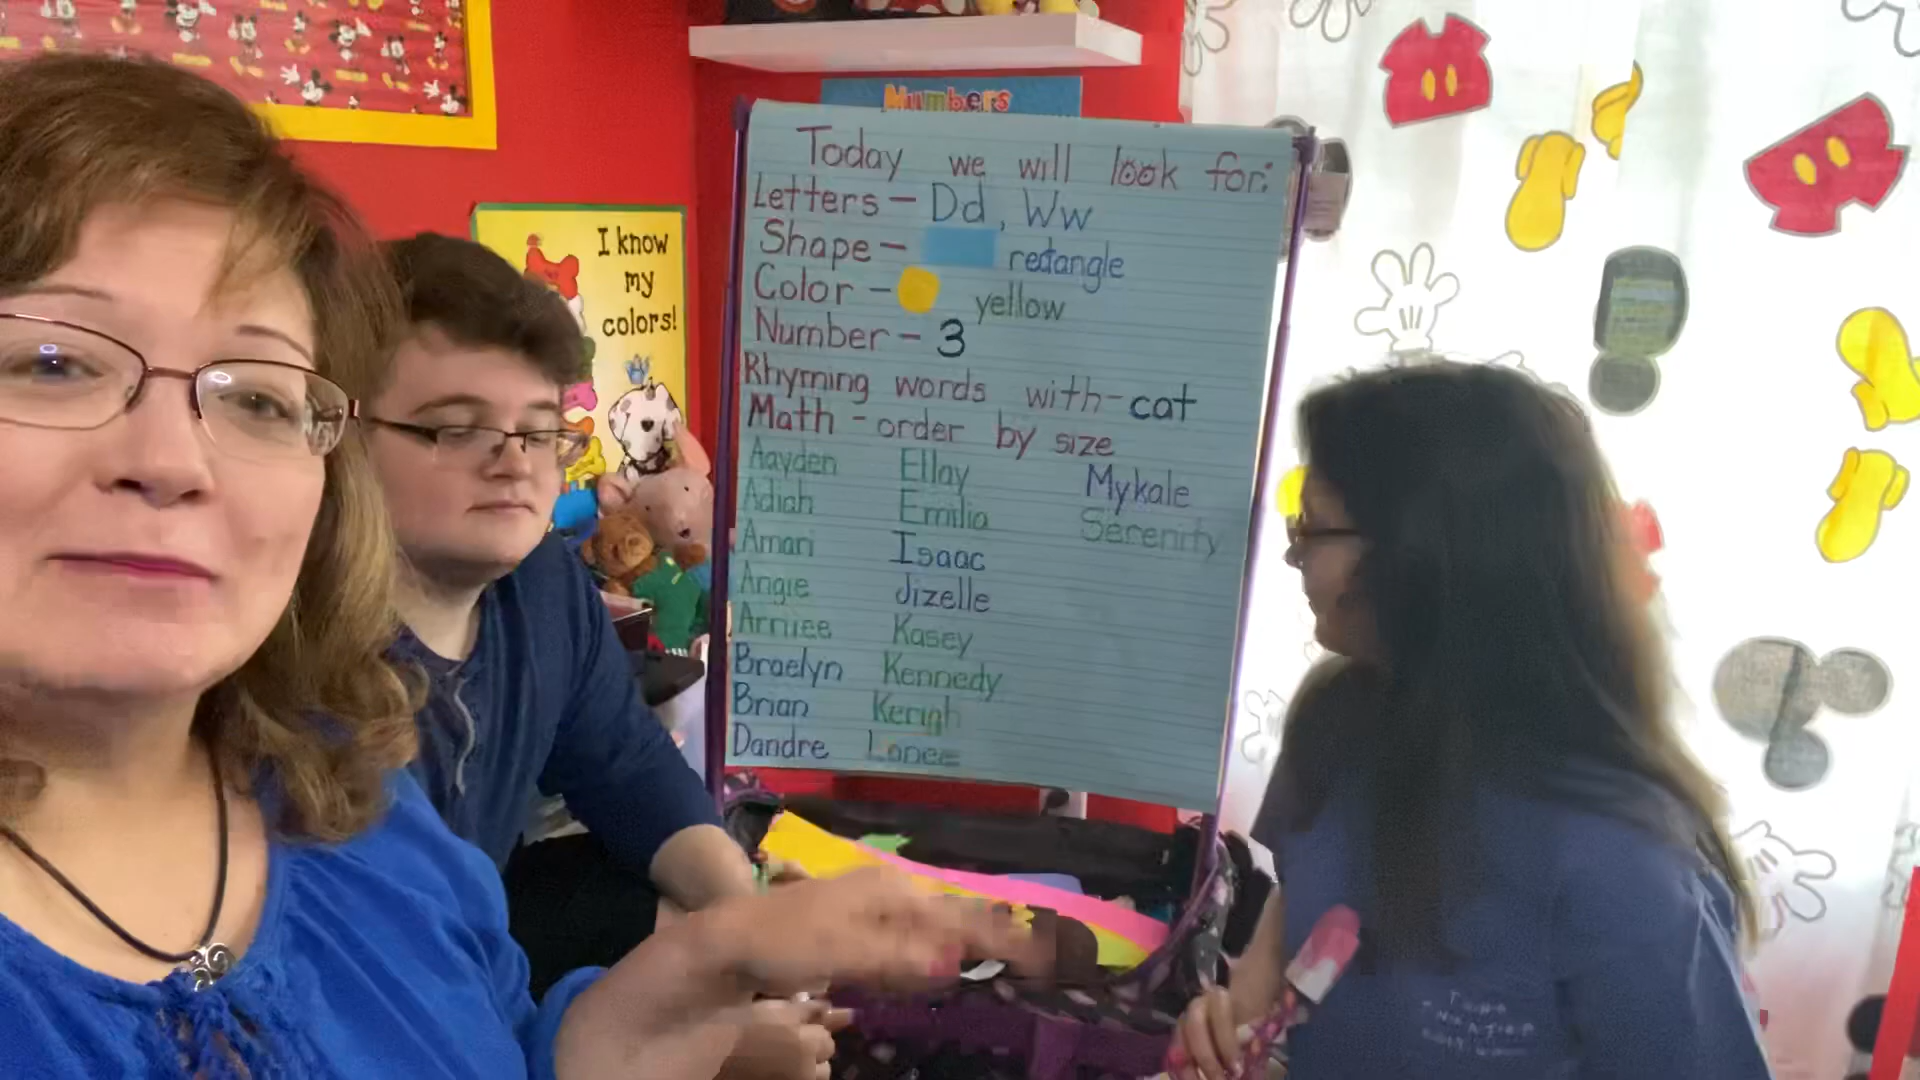 Numbers
I know
my
colors!
Today we will look for:
Letters - Dd, Ww
Shape - rectangle
Color - yellow
Number - 3
Rhyming words with - cat
Math - order by size
Aayden Ellay Mykale
Adiah Emilia Serenity
Amari Isaac
Angie Jizelle
Arniee Kasey
Braelyn Kennedy
Brian Kerigh
Dandre Lonee